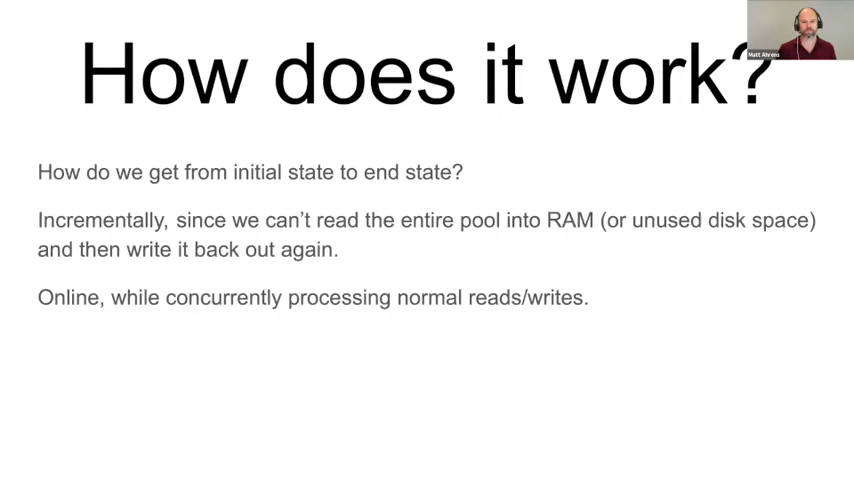 How does it work?
Matt Ahrens
How do we get from initial state to end state?
Incrementally, since we can't read the entire pool into RAM (or unused disk space)
and then write it back out again.
Online, while concurrently processing normal reads/writes.